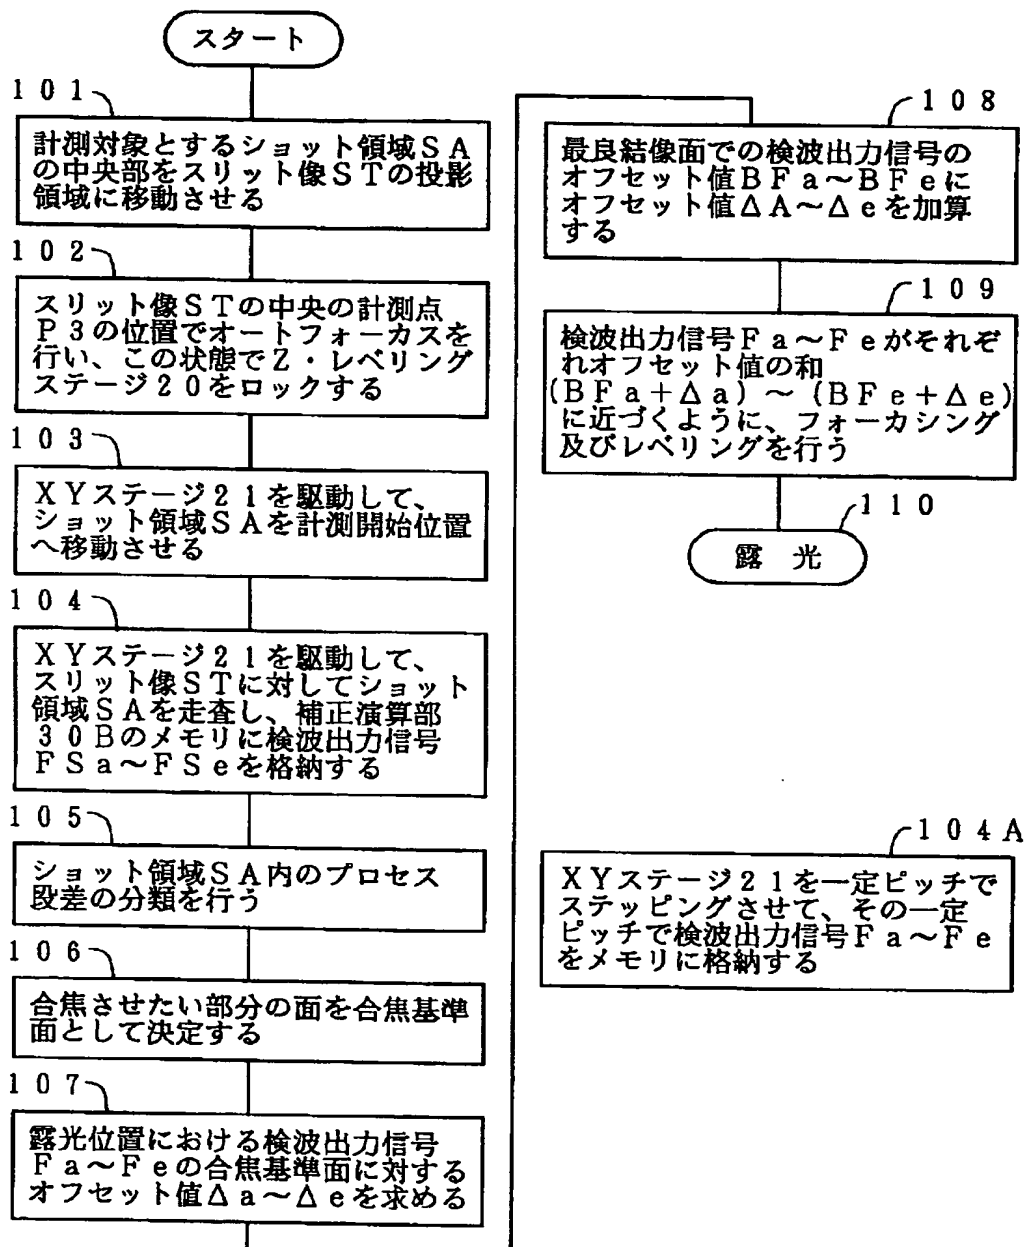 スタート
101
計測対象とするショット領域SA
の中央部をスリット像STの投影
領域に移動させる
102
スリット像STの中央の計測点
P3の位置でオートフォーカスを
行い、この状態でZ・レベリング
ステージ20をロックする
103
XYステージ21を駆動して、
ショット領域SAを計測開始位置
へ移動させる
104
XYステージ21を駆動して、
スリット像STに対してショット
領域SAを走査し、補正演算部
30Bのメモリに検波出力信号
FSa~FSeを格納する
105
ショット領域SA内のプロセス
段差の分類を行う
106
合焦させたい部分の面を合焦基準
面として決定する
107
露光位置における検波出力信号
Fa~Feの合焦基準面に対する
オフセット値Δa~Δeを求める
108
最良結像面での検波出力信号の
オフセット値BFa~BFeに
オフセット値ΔA~Δeを加算
する
109
検波出力信号Fa~Feがそれぞ
れオフセット値の和
(BFa+Δa)~(BFe+Δe)
に近づくように、フォーカシング
及びレベリングを行う
110
露 光
104A
XYステージ21を一定ピッチで
ステッピングさせて、その一定
ピッチで検波出力信号Fa~Fe
をメモリに格納する